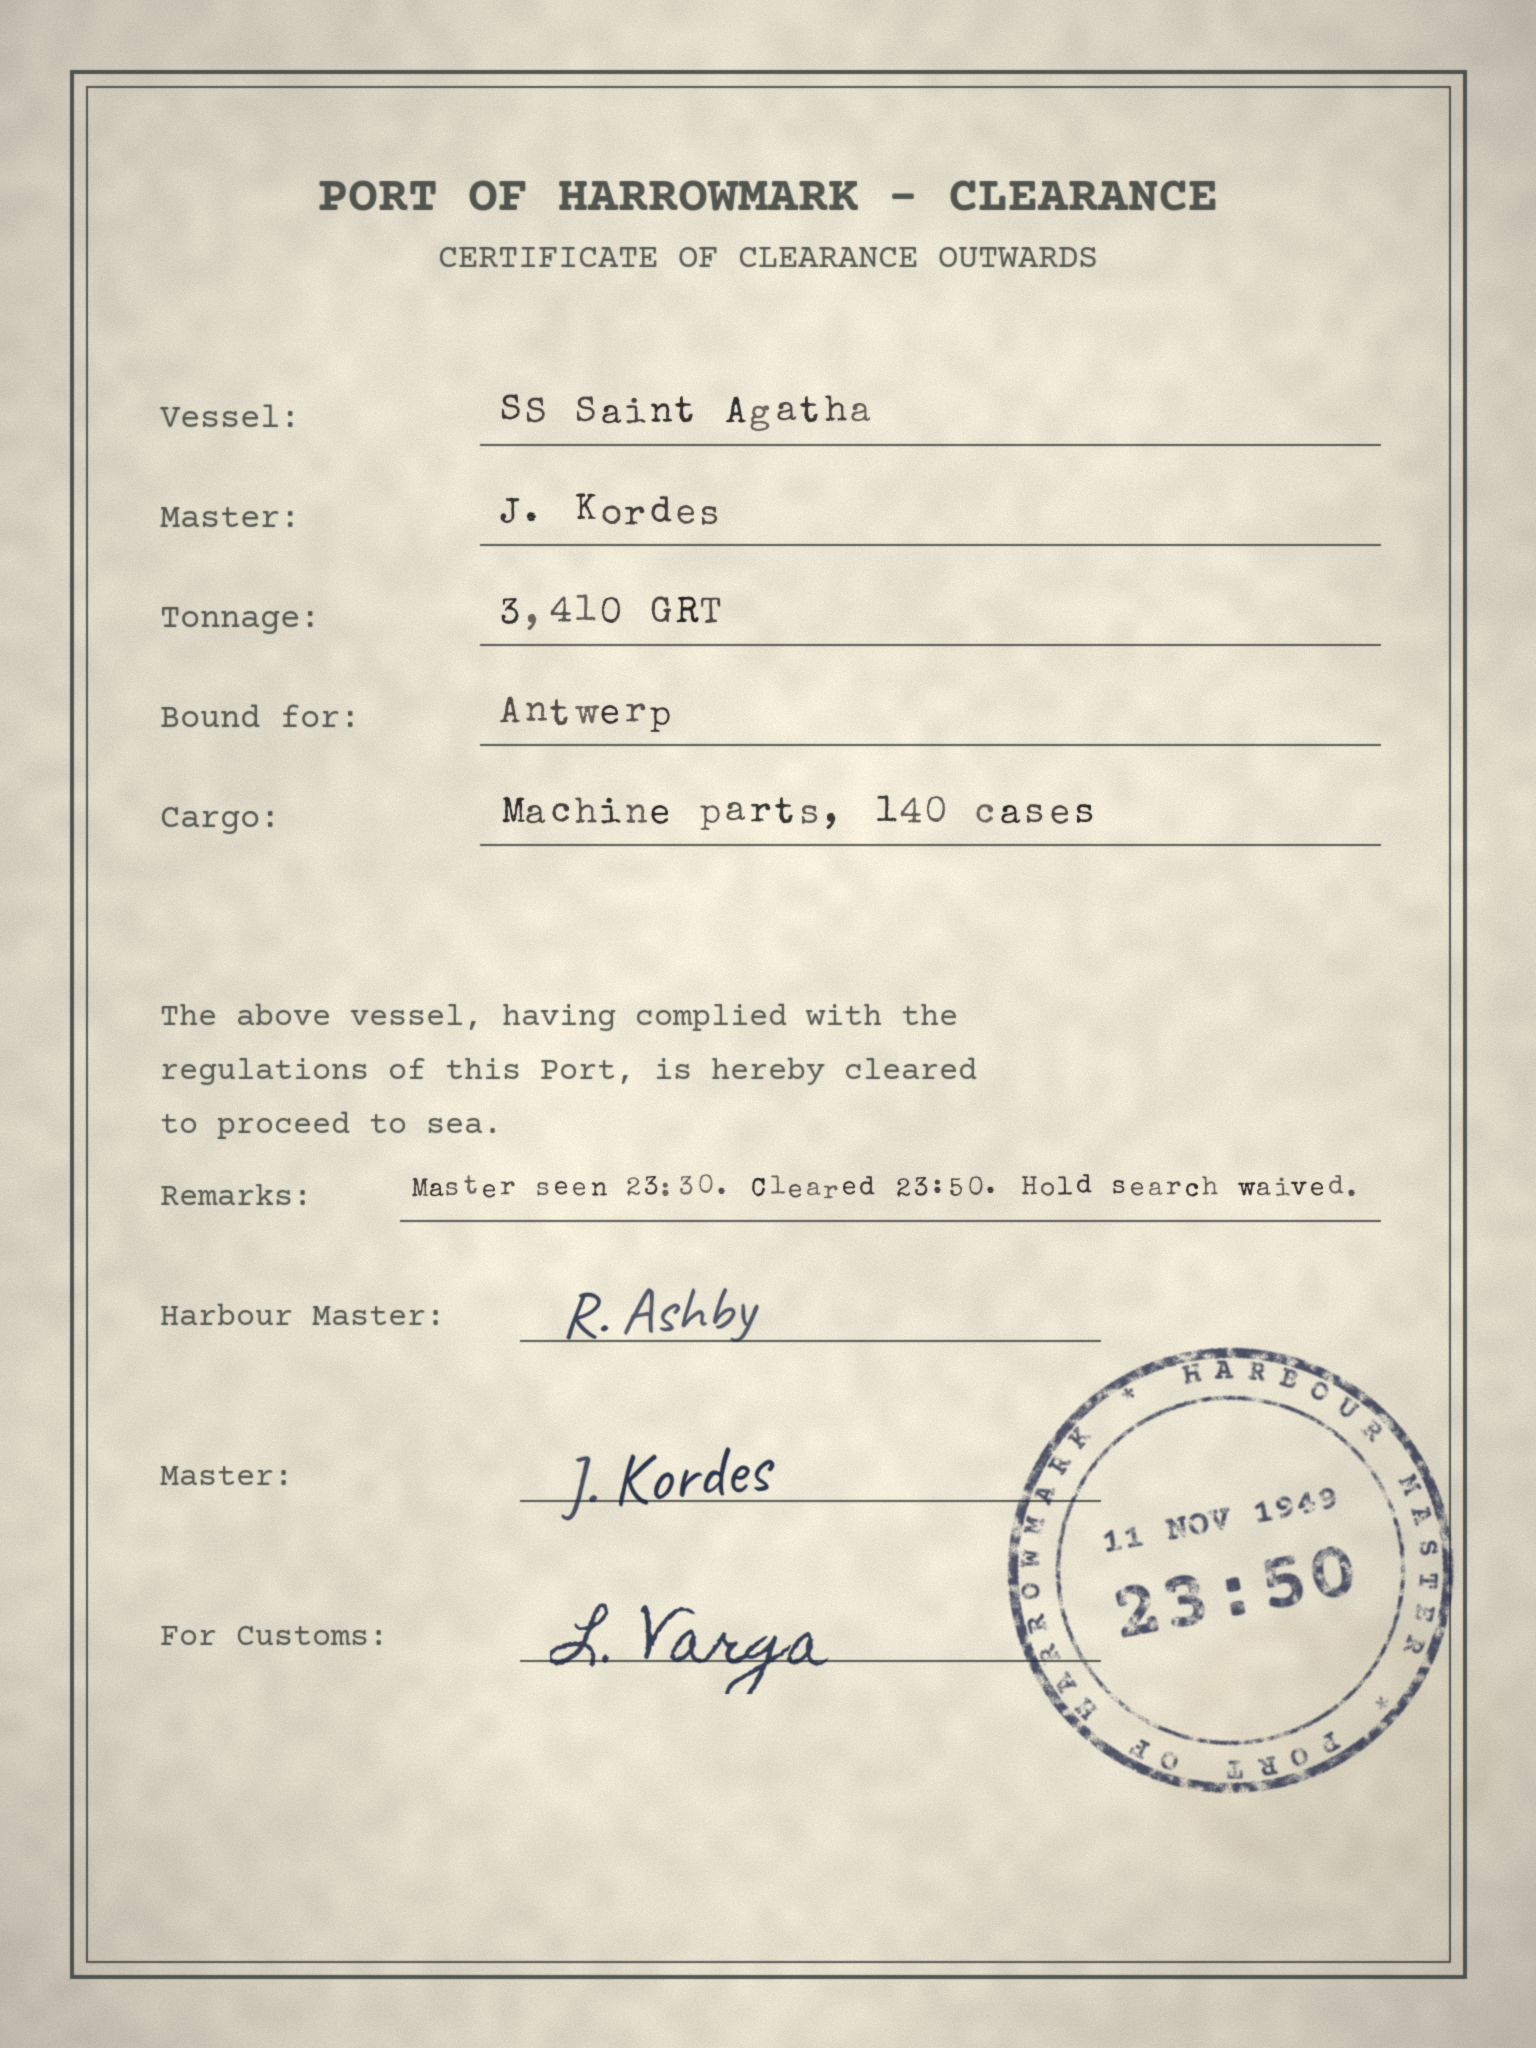 PORT OF HARROWMARK – CLEARANCE
CERTIFICATE OF CLEARANCE OUTWARDS
Vessel: SS Saint Agatha
Master: J. Kordes
Tonnage: 3,410 GRT
Bound for: Antwerp
Cargo: Machine parts, 140 cases
The above vessel, having complied with the
regulations of this Port, is hereby cleared
to proceed to sea.
Remarks: Master seen 23:30. Cleared 23:50. Hold search waived.
Harbour Master: R. Ashby
Master: J. Kordes
For Customs: L. Varga
* HARBOUR MASTER * PORT OF HARROWMARK
11 NOV 1949
23:50